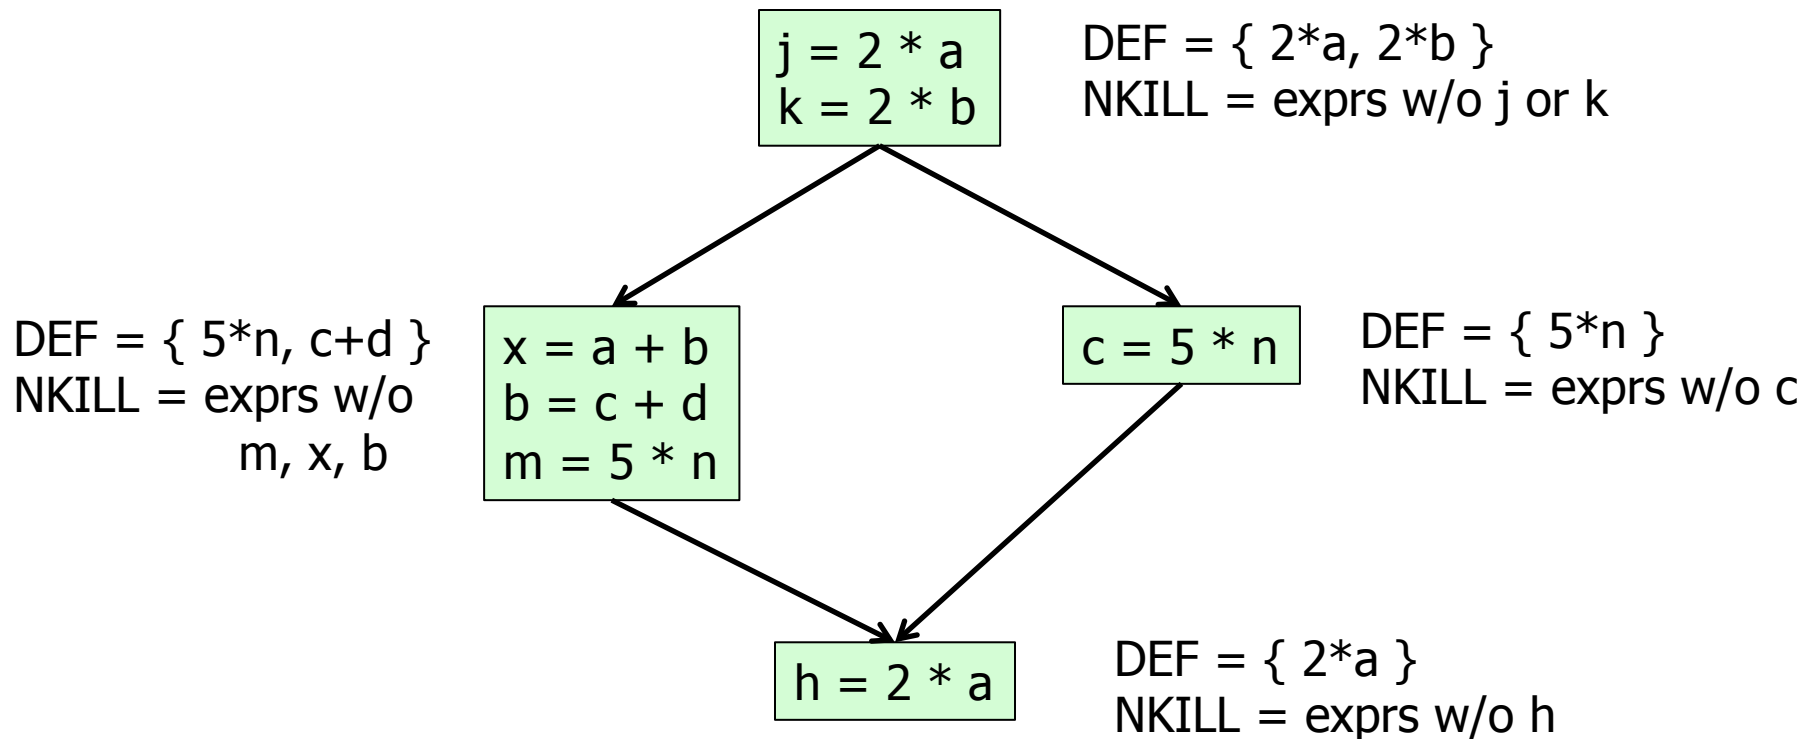 j = 2 * a
k = 2 * b
DEF = { 2*a, 2*b }
NKILL = exprs w/o j or k
DEF = { 5*n, c+d }
NKILL = exprs w/o
m, x, b
x = a + b
b = c + d
m = 5 * n
c = 5 * n
DEF = { 5*n }
NKILL = exprs w/o c
h = 2 * a
DEF = { 2*a }
NKILL = exprs w/o h